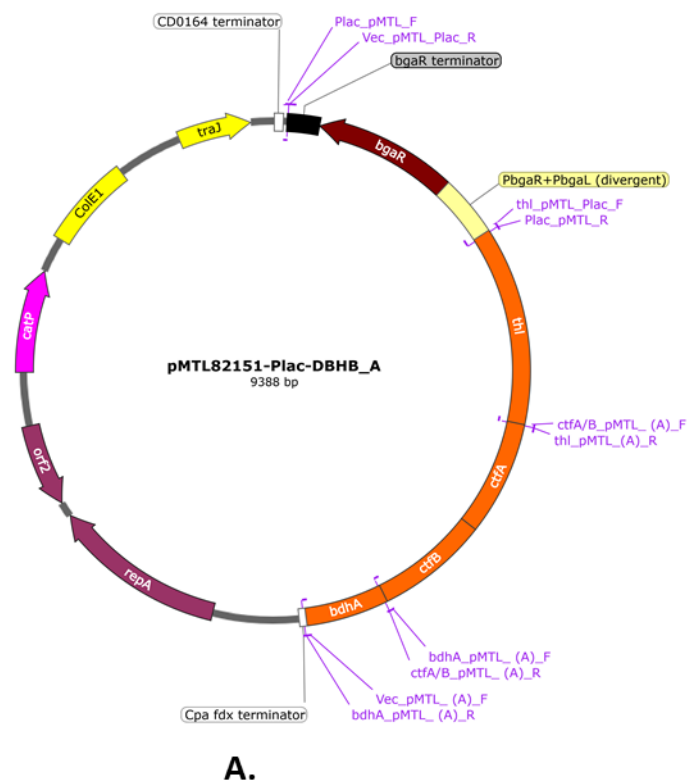 CD0164 terminator
Plac_pMTL_F
Vec_pMTL_Plac_R
bgaR terminator
traJ
bgaR
ColE1
PbgaR+PbgaL (divergent)
thl_pMTL_Plac_F
Plac_pMTL_R
thl
catP
pMTL82151-Plac-DBHB_A
9388 bp
ctfA/B_pMTL_ (A)_F
thl_pMTL_(A)_R
orf2
ctfA
ctfB
repA
bdhA
bdhA_pMTL_ (A)_F
ctfA/B_pMTL_ (A)_R
Vec_pMTL_ (A)_F
Cpa fdx terminator
bdhA_pMTL_ (A)_R
A.